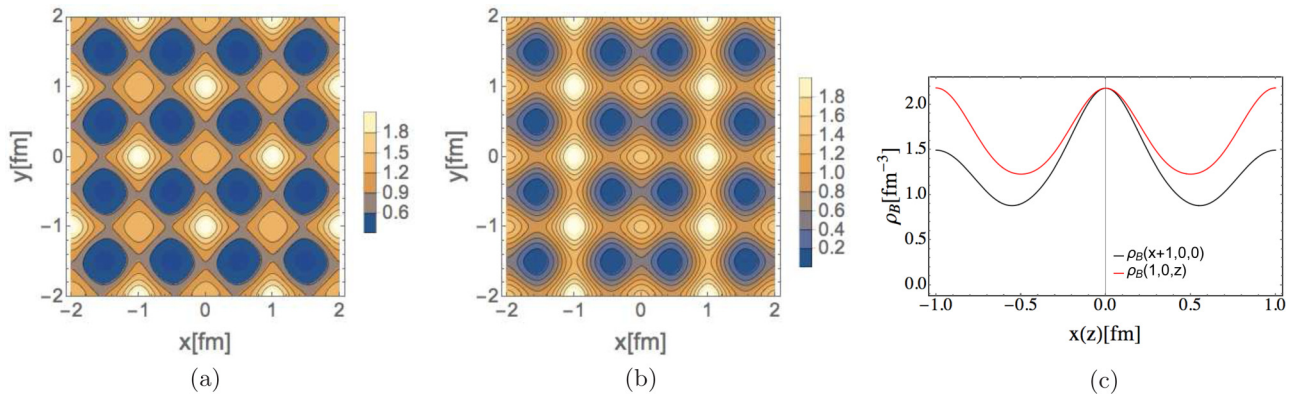 2
1
0
−1
−2
y[fm]
−2 −1 0 1 2
x[fm]
1.8
1.5
1.2
0.9
0.6
(a)
2
1
0
−1
−2
y[fm]
−2 −1 0 1 2
x[fm]
1.8
1.6
1.4
1.2
1.0
0.8
0.6
0.4
0.2
(b)
2.0
1.5
1.0
0.5
0.0
ρB[fm−3]
ρB(x+1,0,0)
ρB(1,0,z)
−1.0 −0.5 0.0 0.5 1.0
x(z)[fm]
(c)